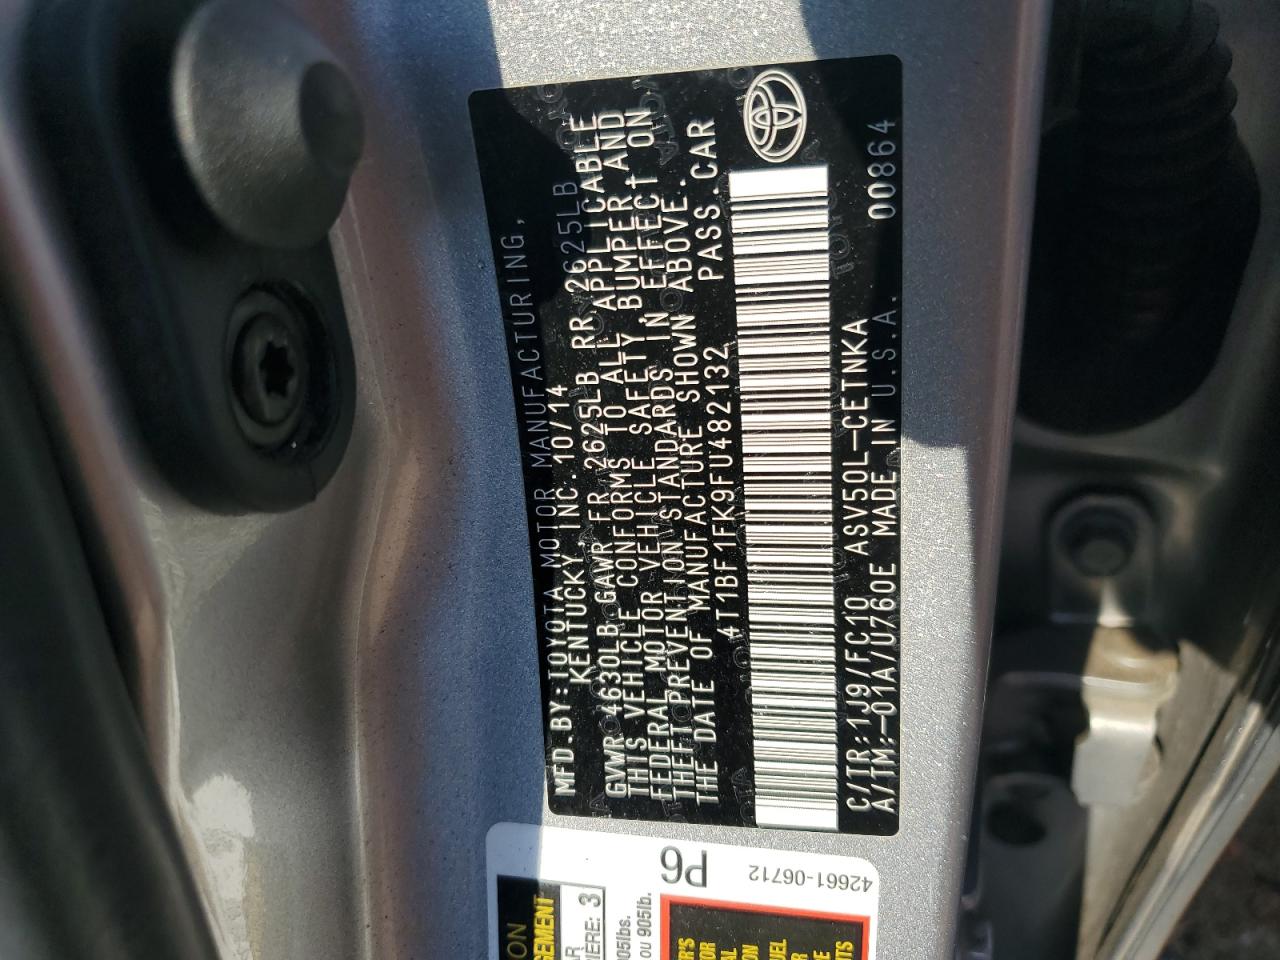 MFD.BY:TOYOTA MOTOR MANUFACTURING,
KENTUCKY,INC.10/14
GVWR 4630LB GAWR FR 2625LB RR 2625LB
THIS VEHICLE CONFORMS TO ALL APPLICABLE
FEDERAL MOTOR VEHICLE SAFETY,BUMPER,AND
THEFT PREVENTION STANDARDS IN EFFECT ON
THE DATE OF MANUFACTURE SHOWN ABOVE.
4T1BF1FK9FU482132 PASS.CAR
C/TR:1J9/FC10 ASV50L-CETNKA
A/TM:-01A/U760E MADE IN U.S.A. 00864
P6
42661-06712
3
905lb.